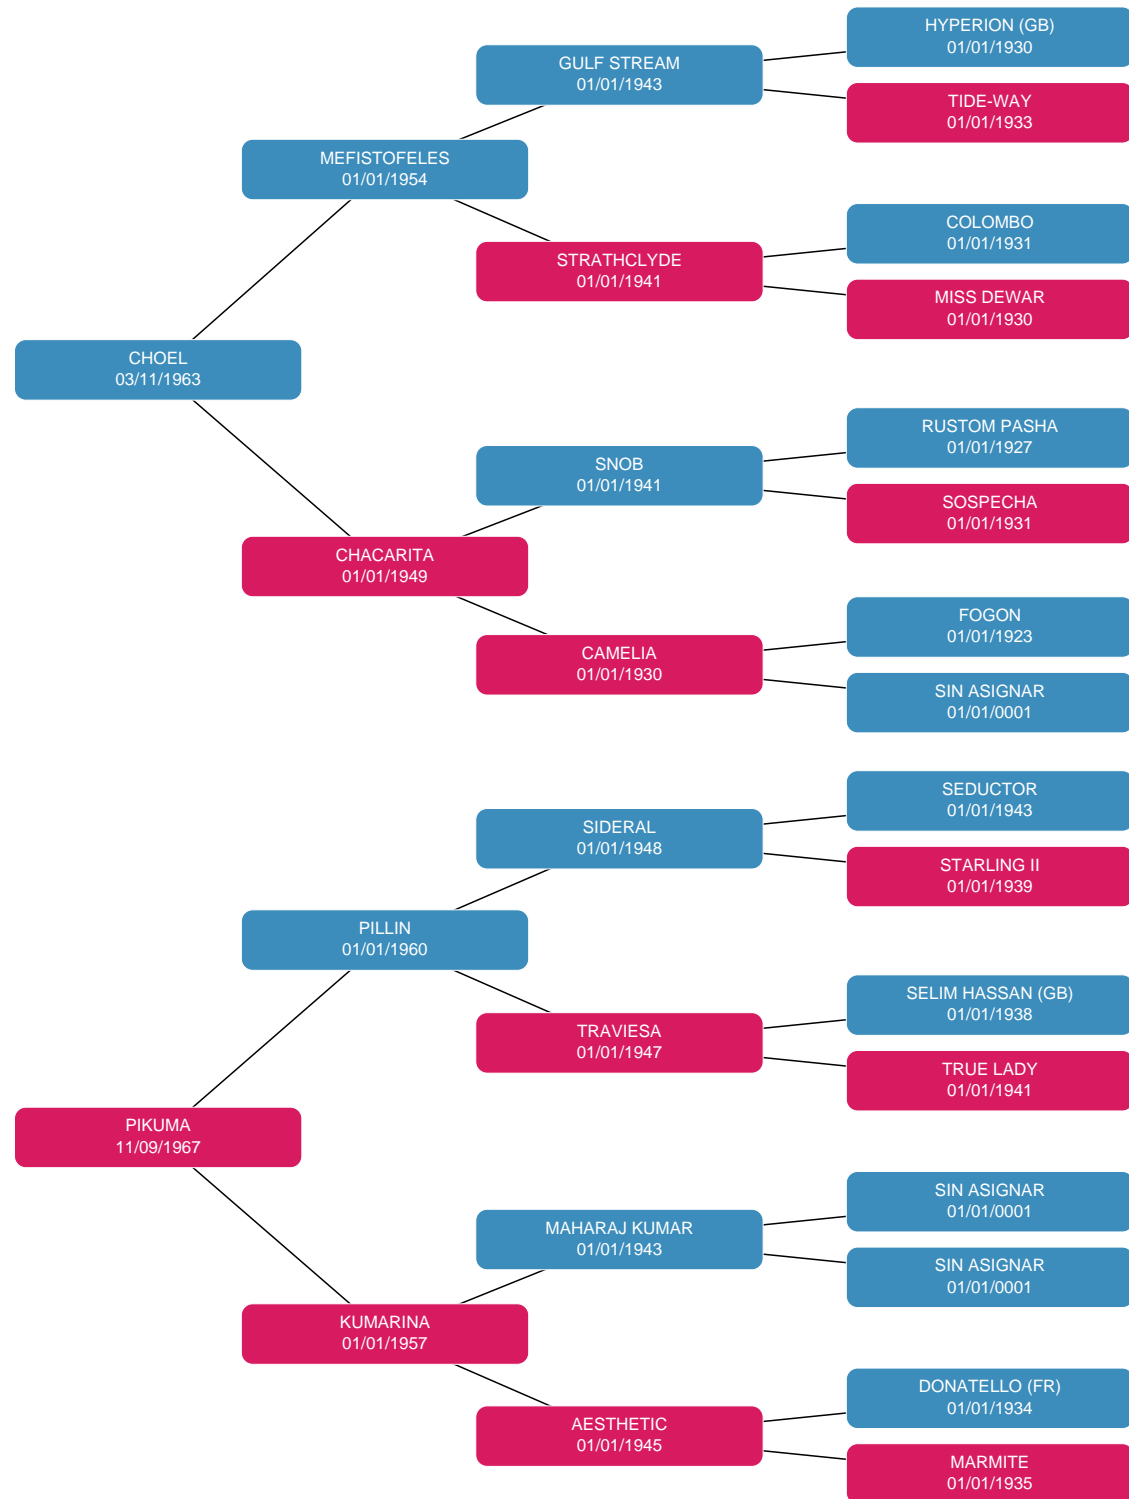 HYPERION (GB)
01/01/1930
GULF STREAM
01/01/1943
TIDE-WAY
01/01/1933
MEFISTOFELES
01/01/1954
COLOMBO
01/01/1931
STRATHCLYDE
01/01/1941
MISS DEWAR
01/01/1930
CHOEL
03/11/1963
RUSTOM PASHA
01/01/1927
SNOB
01/01/1941
SOSPECHA
01/01/1931
CHACARITA
01/01/1949
FOGON
01/01/1923
CAMELIA
01/01/1930
SIN ASIGNAR
01/01/0001
SEDUCTOR
01/01/1943
SIDERAL
01/01/1948
STARLING II
01/01/1939
PILLIN
01/01/1960
SELIM HASSAN (GB)
01/01/1938
TRAVIESA
01/01/1947
TRUE LADY
01/01/1941
PIKUMA
11/09/1967
SIN ASIGNAR
01/01/0001
MAHARAJ KUMAR
01/01/1943
SIN ASIGNAR
01/01/0001
KUMARINA
01/01/1957
DONATELLO (FR)
01/01/1934
AESTHETIC
01/01/1945
MARMITE
01/01/1935